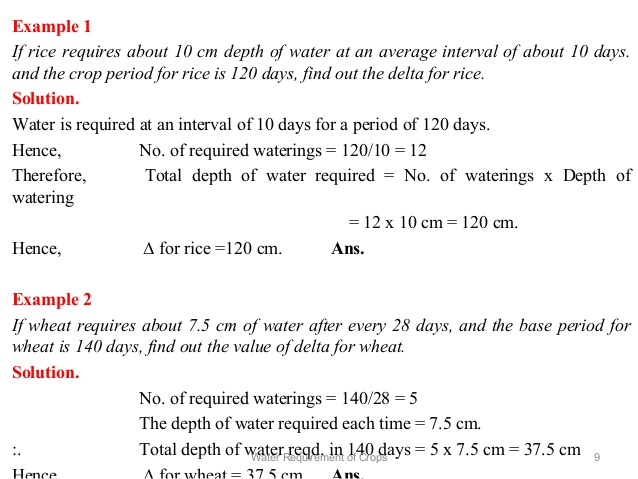 Example 1
If rice requires about 10 cm depth of water at an average interval of about 10 days.
and the crop period for rice is 120 days, find out the delta for rice.
Solution.
Water is required at an interval of 10 days for a period of 120 days.
Hence, No. of required waterings = 120/10 = 12
Therefore, Total depth of water required = No. of waterings x Depth of
watering
= 12 x 10 cm = 120 cm.
Hence, Δ for rice =120 cm. Ans.
Example 2
If wheat requires about 7.5 cm of water after every 28 days, and the base period for
wheat is 140 days, find out the value of delta for wheat.
Solution.
No. of required waterings = 140/28 = 5
The depth of water required each time = 7.5 cm.
:. Total depth of water reqd. in 140 days = 5 x 7.5 cm = 37.5 cm
Water Requirement of Crops 9
Hence Δ for wheat = 37.5 cm Ans.